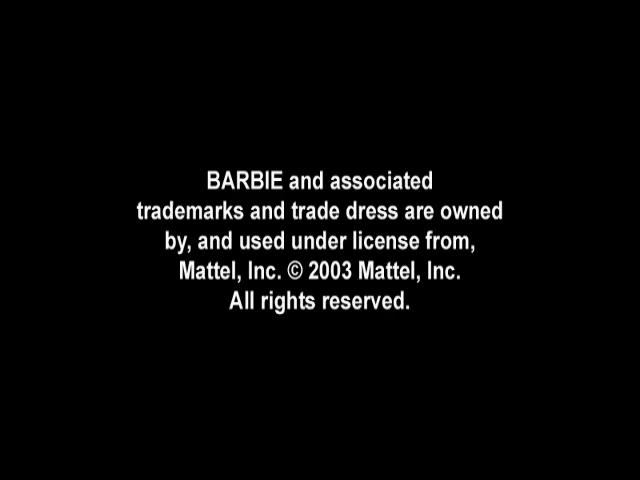 BARBIE and associated
trademarks and trade dress are owned
by, and used under license from,
Mattel, Inc. © 2003 Mattel, Inc.
All rights reserved.